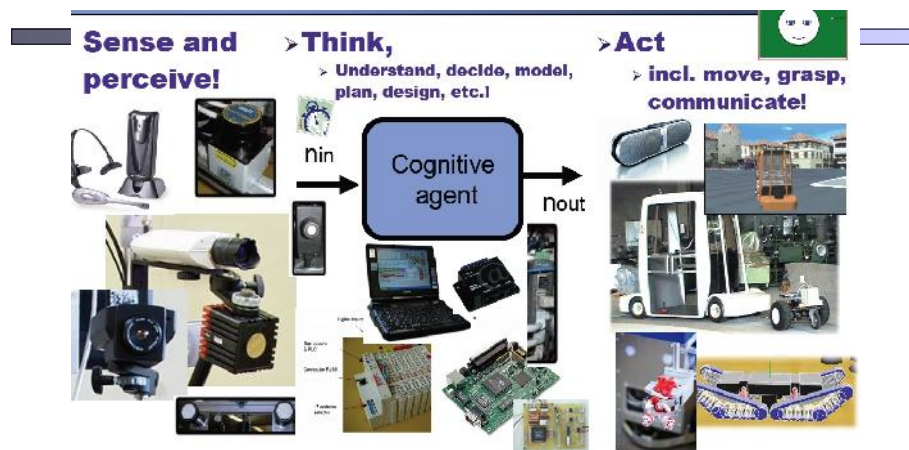 Sense and
perceive!
➢Think,
➢ Understand, decide, model,
plan, design, etc.!
➢Act
➢ incl. move, grasp,
communicate!
nin
Cognitive
agent
nout